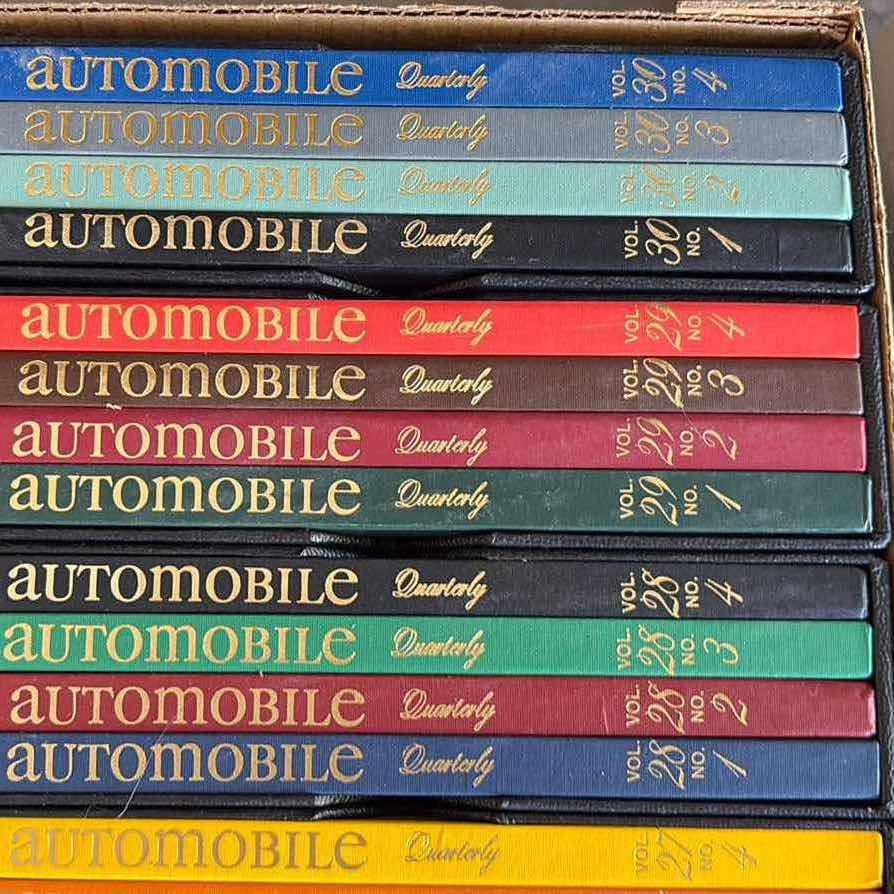 AUTOMOBILE Quarterly VOL. 30 NO. 4
AUTOMOBILE Quarterly VOL. 30 NO. 3
AUTOMOBILE Quarterly VOL. 30 NO. 2
AUTOMOBILE Quarterly VOL. 30 NO. 1
AUTOMOBILE Quarterly VOL. 29 NO. 4
AUTOMOBILE Quarterly VOL. 29 NO. 3
AUTOMOBILE Quarterly VOL. 29 NO. 2
AUTOMOBILE Quarterly VOL. 29 NO. 1
AUTOMOBILE Quarterly VOL. 28 NO. 4
AUTOMOBILE Quarterly VOL. 28 NO. 3
AUTOMOBILE Quarterly VOL. 28 NO. 2
AUTOMOBILE Quarterly VOL. 28 NO. 1
AUTOMOBILE Quarterly VOL. 27 NO. 4